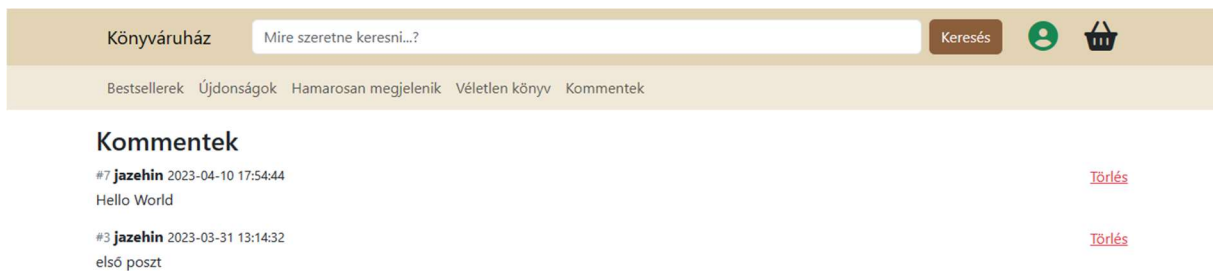 Könyváruház Mire szeretne keresni...? Keresés
Bestsellerek Újdonságok Hamarosan megjelenik Véletlen könyv Kommentek
Kommentek
#7 jazehin 2023-04-10 17:54:44 Törlés
Hello World
#3 jazehin 2023-03-31 13:14:32 Törlés
első poszt